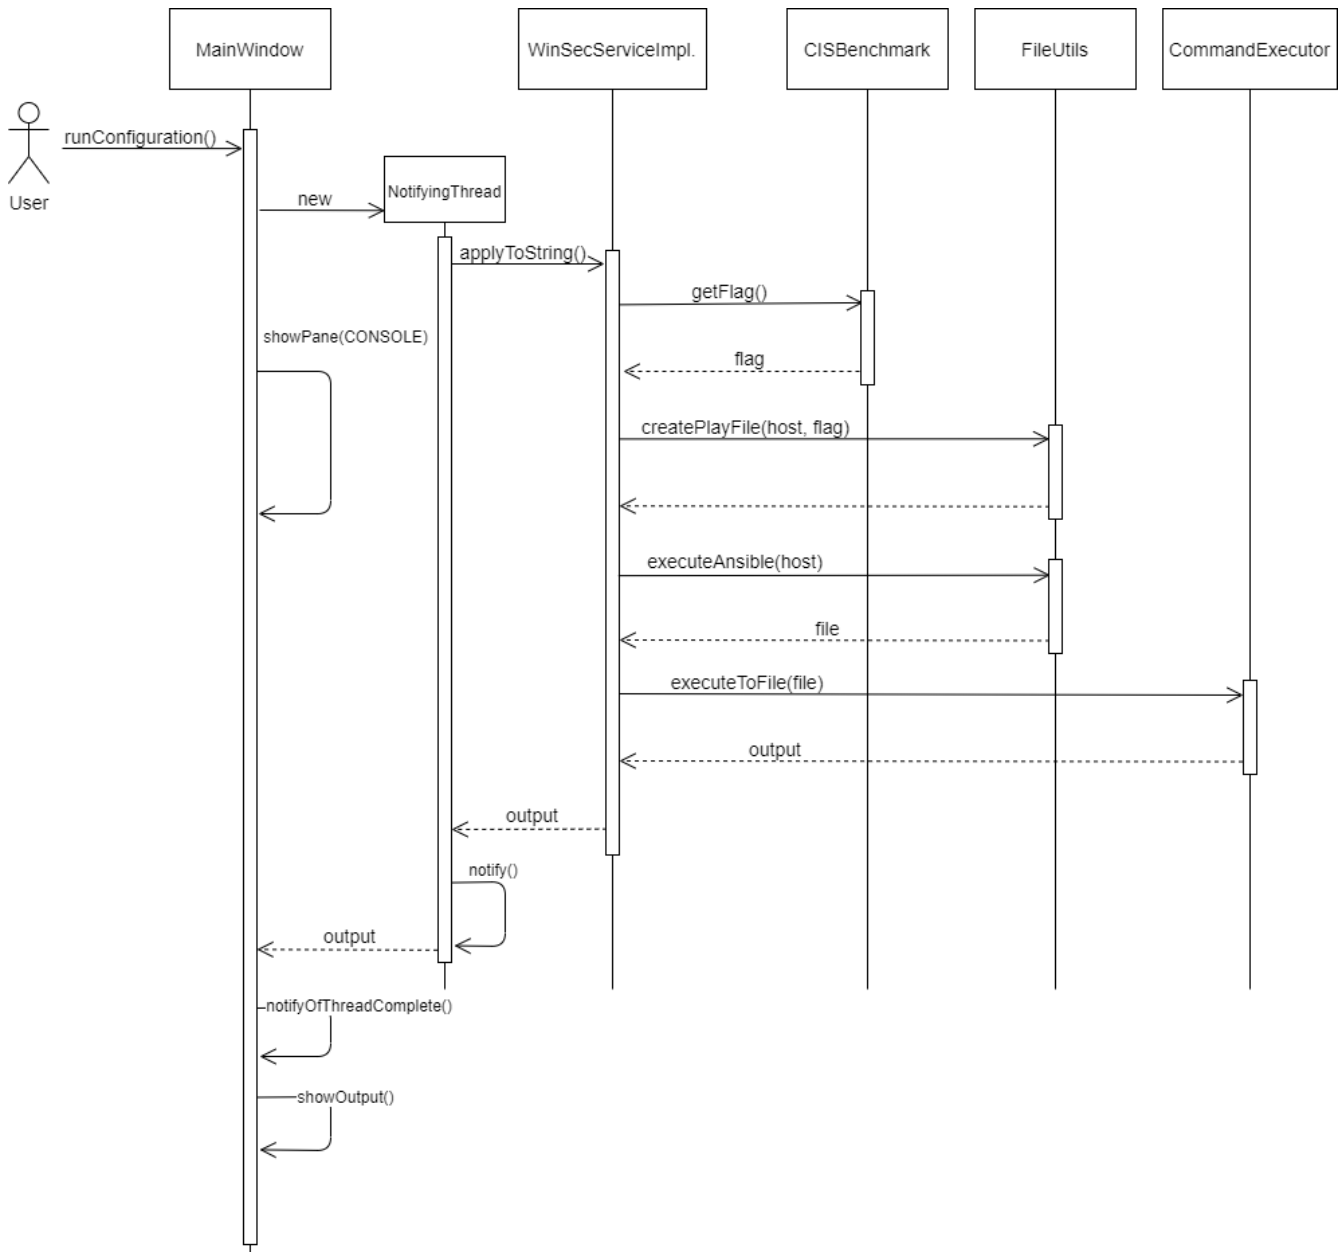 MainWindow
WinSecServiceImpl.
CISBenchmark
FileUtils
CommandExecutor
runConfiguration()
User
new
NotifyingThread
applyToString()
getFlag()
showPane(CONSOLE)
flag
createPlayFile(host, flag)
executeAnsible(host)
file
executeToFile(file)
output
output
notify()
output
notifyOfThreadComplete()
showOutput()